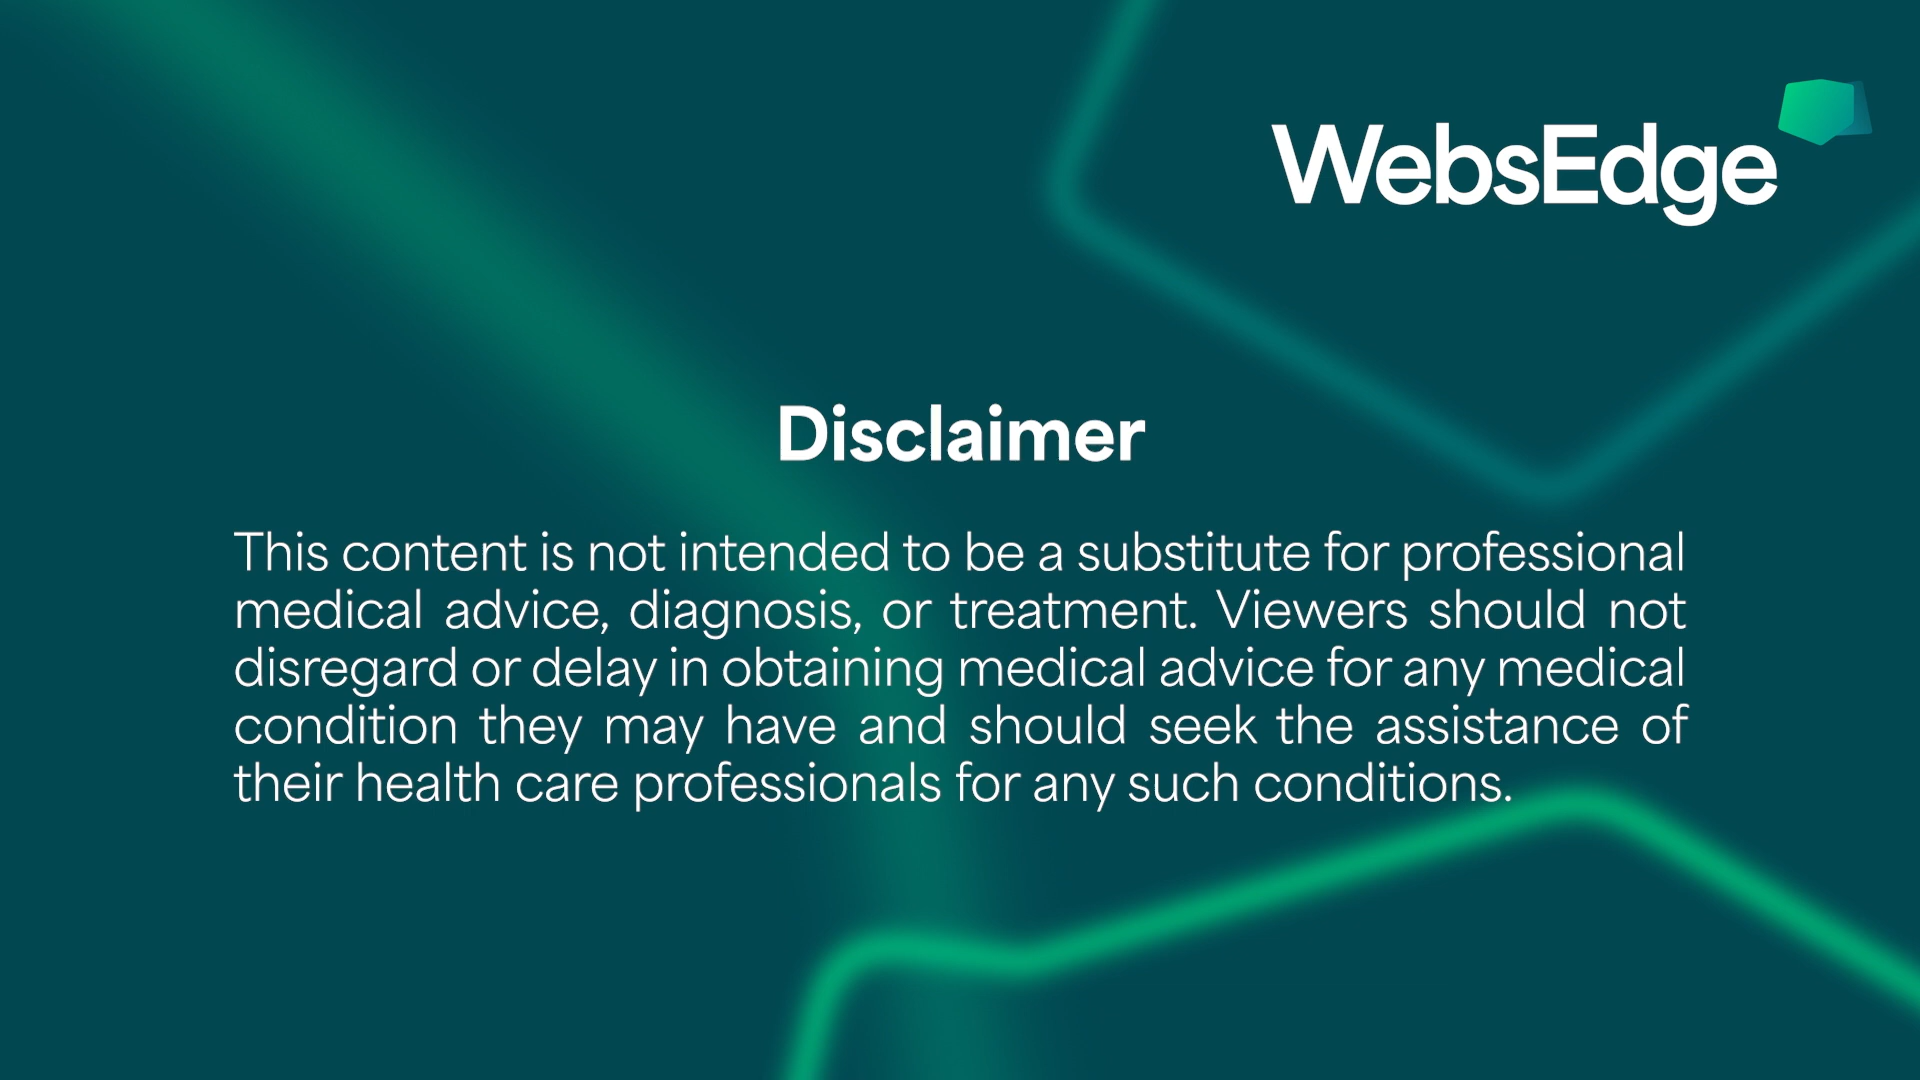 WebsEdge
Disclaimer
This content is not intended to be a substitute for professional
medical advice, diagnosis, or treatment. Viewers should not
disregard or delay in obtaining medical advice for any medical
condition they may have and should seek the assistance of
their health care professionals for any such conditions.